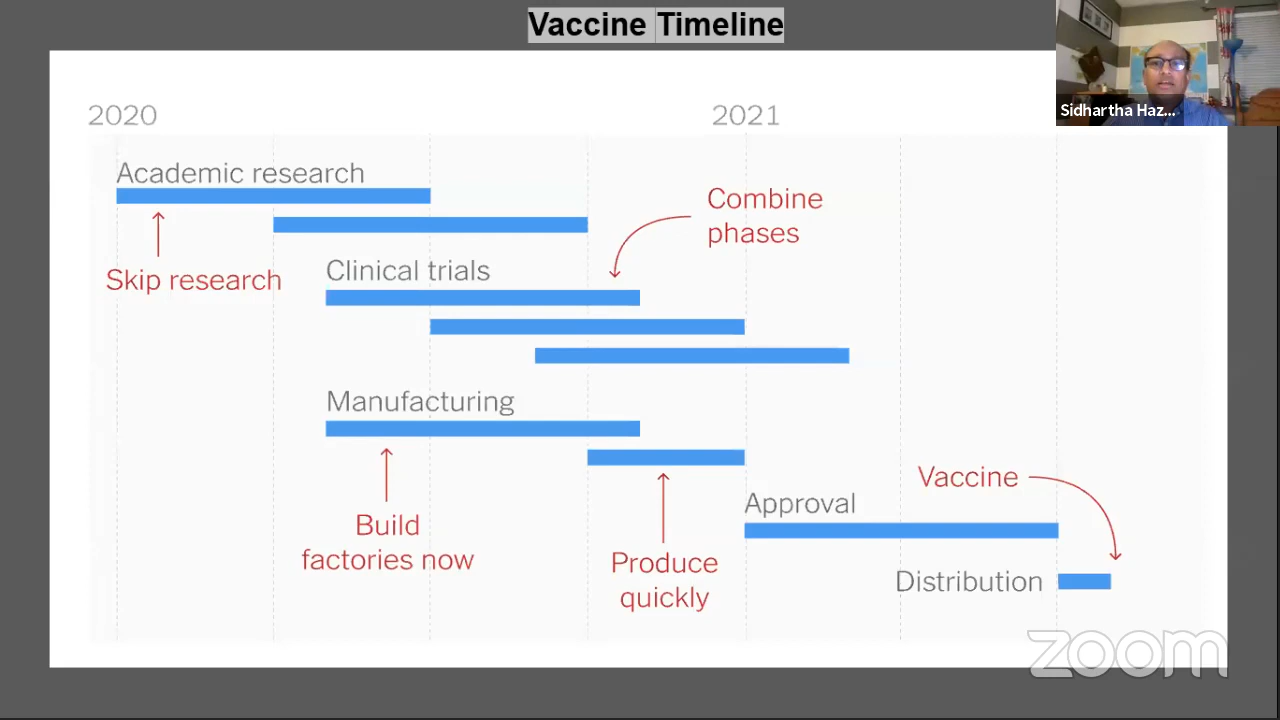 Vaccine Timeline
Sidhartha Haz...
2020
2021
Academic research
Combine
phases
Skip research
Clinical trials
Manufacturing
Vaccine
Approval
Build
factories now
Produce
quickly
Distribution
zoom